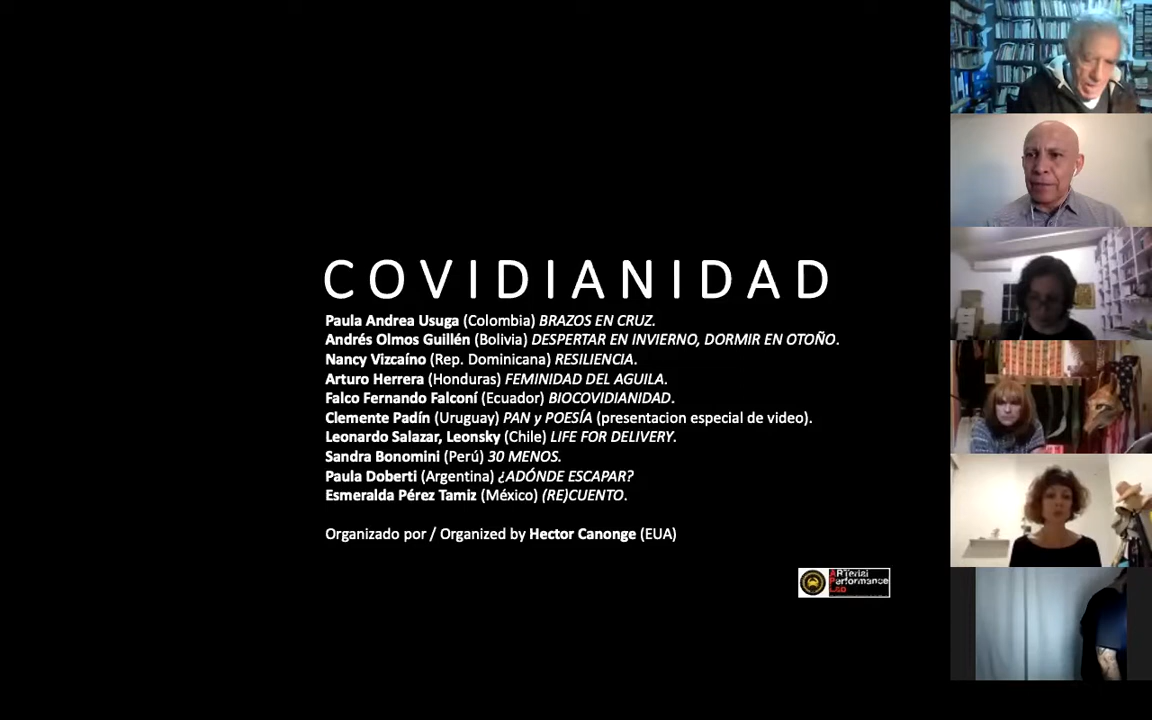 COVIDIANIDAD
Paula Andrea Usuga (Colombia) BRAZOS EN CRUZ.
Andrés Olmos Guillén (Bolivia) DESPERTAR EN INVIERNO, DORMIR EN OTOÑO.
Nancy Vizcaíno (Rep. Dominicana) RESILIENCIA.
Arturo Herrera (Honduras) FEMINIDAD DEL AGUILA.
Falco Fernando Falconí (Ecuador) BIOCOVIDIANIDAD.
Clemente Padín (Uruguay) PAN y POESÍA (presentacion especial de video).
Leonardo Salazar, Leonsky (Chile) LIFE FOR DELIVERY.
Sandra Bonomini (Perú) 30 MENOS.
Paula Doberti (Argentina) ¿ADÓNDE ESCAPAR?
Esmeralda Pérez Tamiz (México) (RE)CUENTO.
Organizado por / Organized by Hector Canonge (EUA)
ARTerial
Performance
Lab